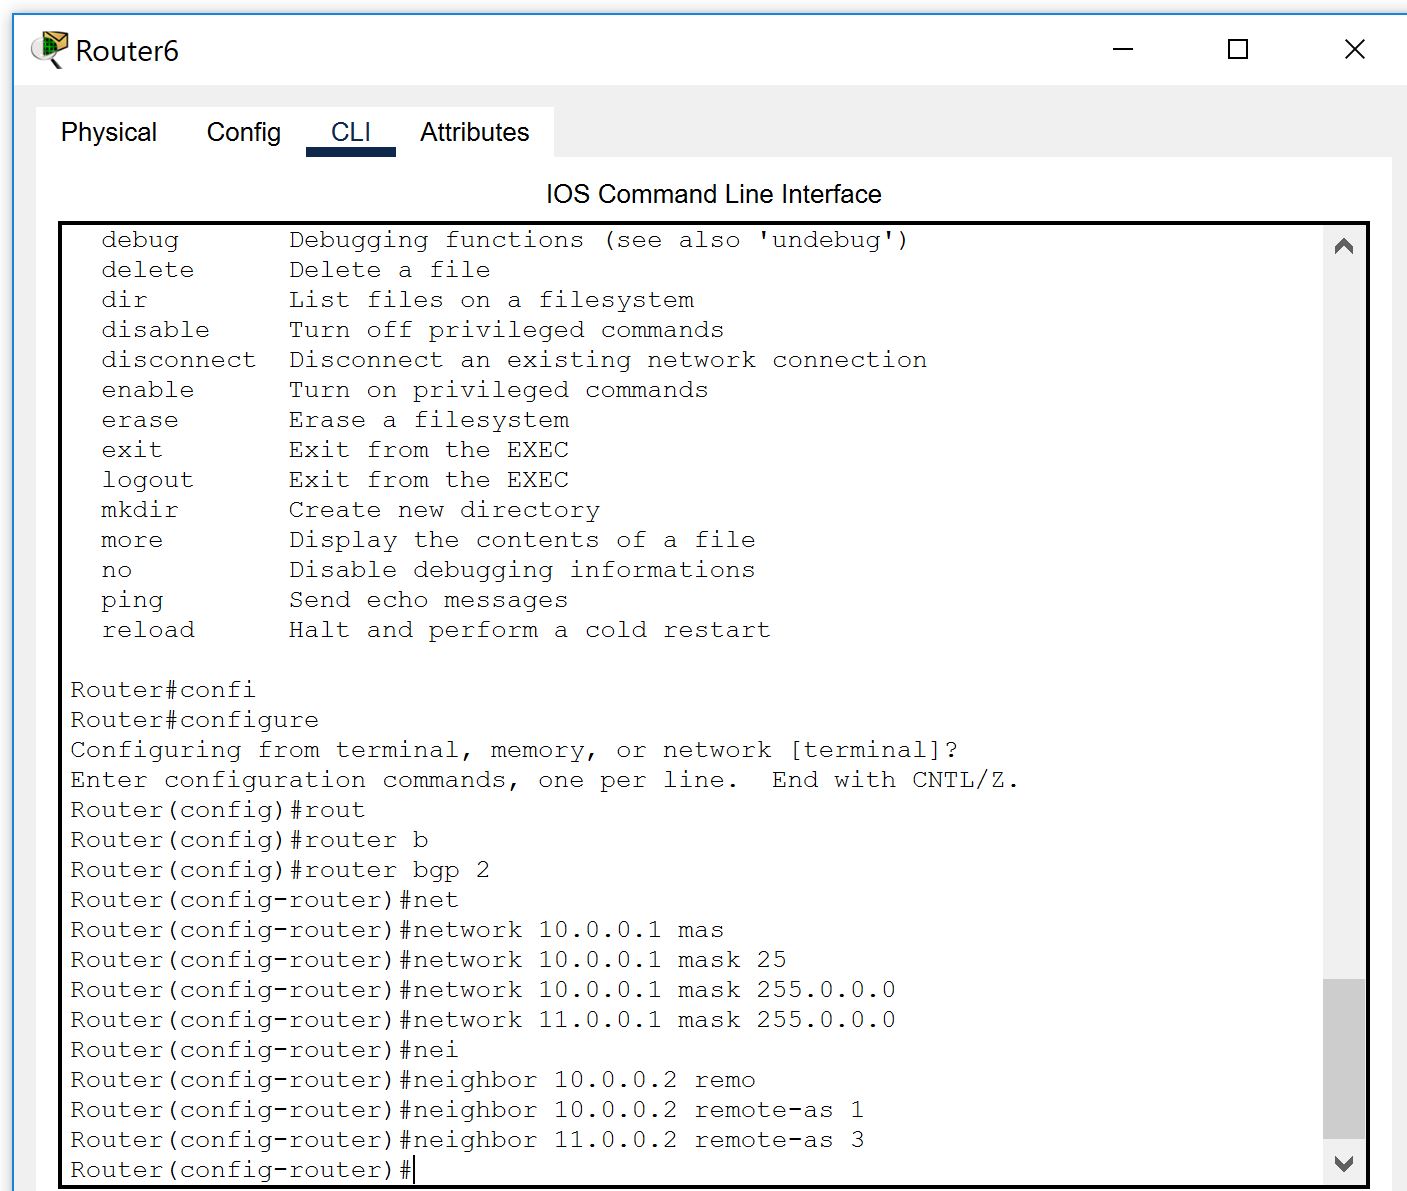 Router6
Physical Config CLI Attributes
IOS Command Line Interface
debug Debugging functions (see also 'undebug')
delete Delete a file
dir List files on a filesystem
disable Turn off privileged commands
disconnect Disconnect an existing network connection
enable Turn on privileged commands
erase Erase a filesystem
exit Exit from the EXEC
logout Exit from the EXEC
mkdir Create new directory
more Display the contents of a file
no Disable debugging informations
ping Send echo messages
reload Halt and perform a cold restart
Router#confi
Router#configure
Configuring from terminal, memory, or network [terminal]?
Enter configuration commands, one per line. End with CNTL/Z.
Router(config)#rout
Router(config)#router b
Router(config)#router bgp 2
Router(config-router)#net
Router(config-router)#network 10.0.0.1 mas
Router(config-router)#network 10.0.0.1 mask 25
Router(config-router)#network 10.0.0.1 mask 255.0.0.0
Router(config-router)#network 11.0.0.1 mask 255.0.0.0
Router(config-router)#nei
Router(config-router)#neighbor 10.0.0.2 remo
Router(config-router)#neighbor 10.0.0.2 remote-as 1
Router(config-router)#neighbor 11.0.0.2 remote-as 3
Router(config-router)#